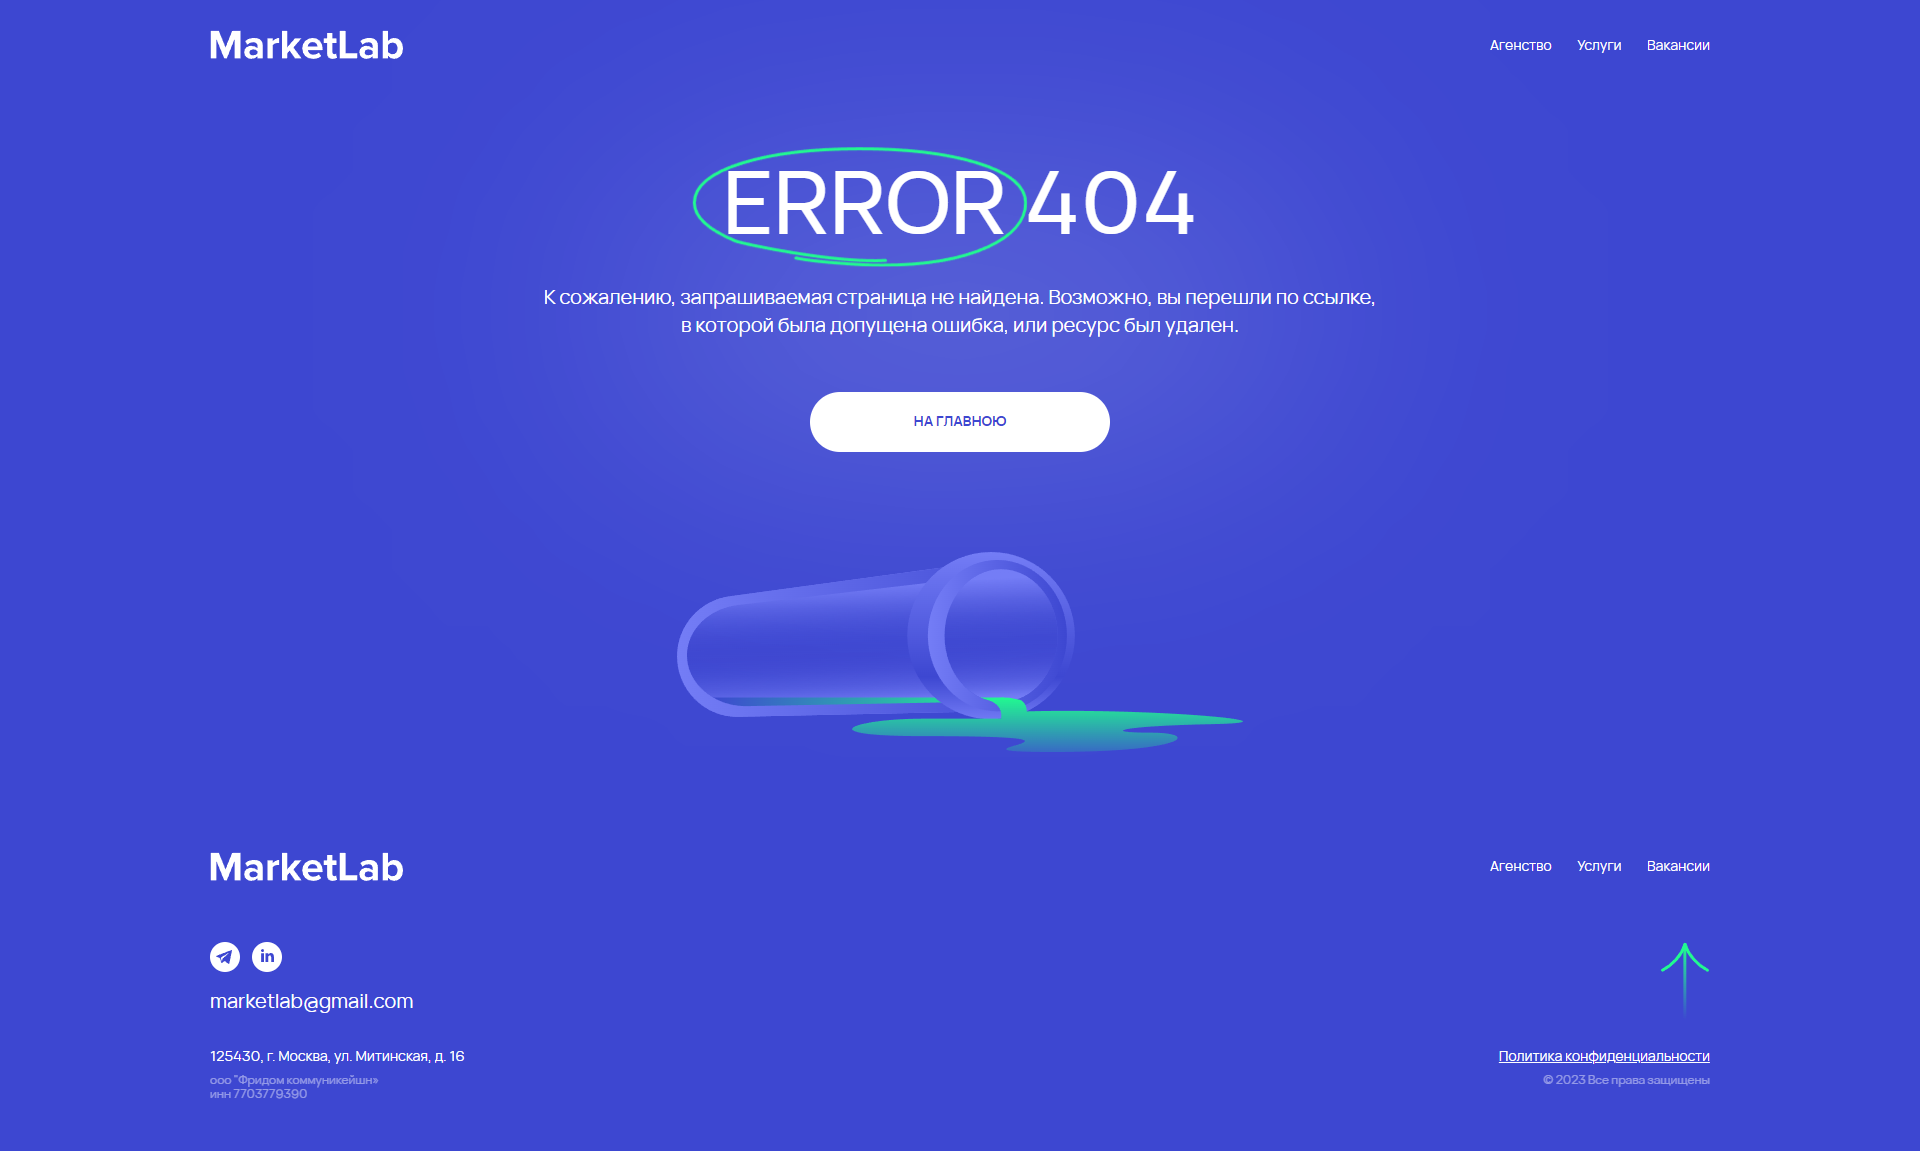 MarketLab
Агенство Услуги Вакансии
ERROR 404
К сожалению, запрашиваемая страница не найдена. Возможно, вы перешли по ссылке,
в которой была допущена ошибка, или ресурс был удален.
НА ГЛАВНОЮ
MarketLab
Агенство Услуги Вакансии
in
marketlab@gmail.com
125430, г. Москва, ул. Митинская, д. 16
Политика конфиденциальности
ооо "Фридом коммуникейшн»
инн 7703779390
© 2023 Все права защищены